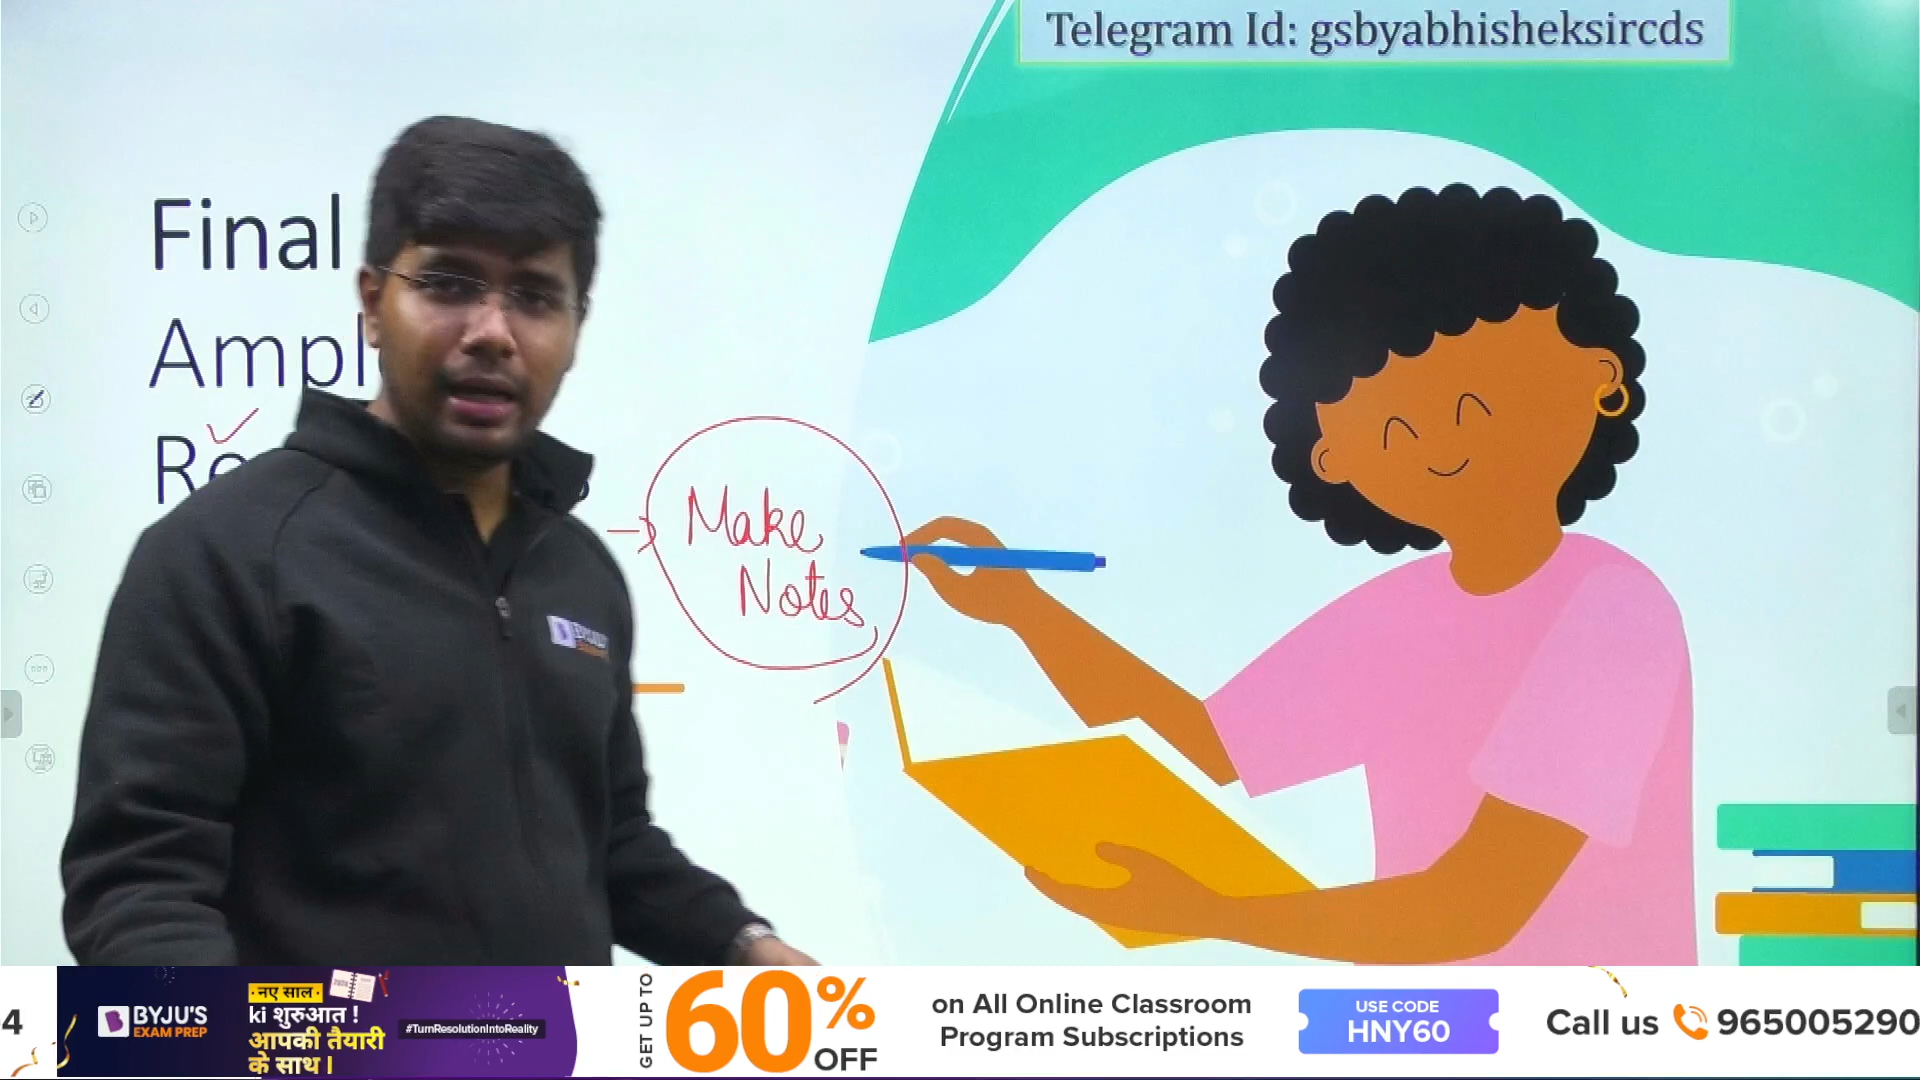 Telegram Id: gsbyabhisheksircds
Final
Make
Notes
BYJU'S
EXAM PREP
नए साल
ki शुरुआत !
आपकी तैयारी
के साथ ।
#TurnResolutionIntoReality
GET UP TO
60%
OFF
on All Online Classroom
Program Subscriptions
USE CODE
HNY60
Call us 965005290
4